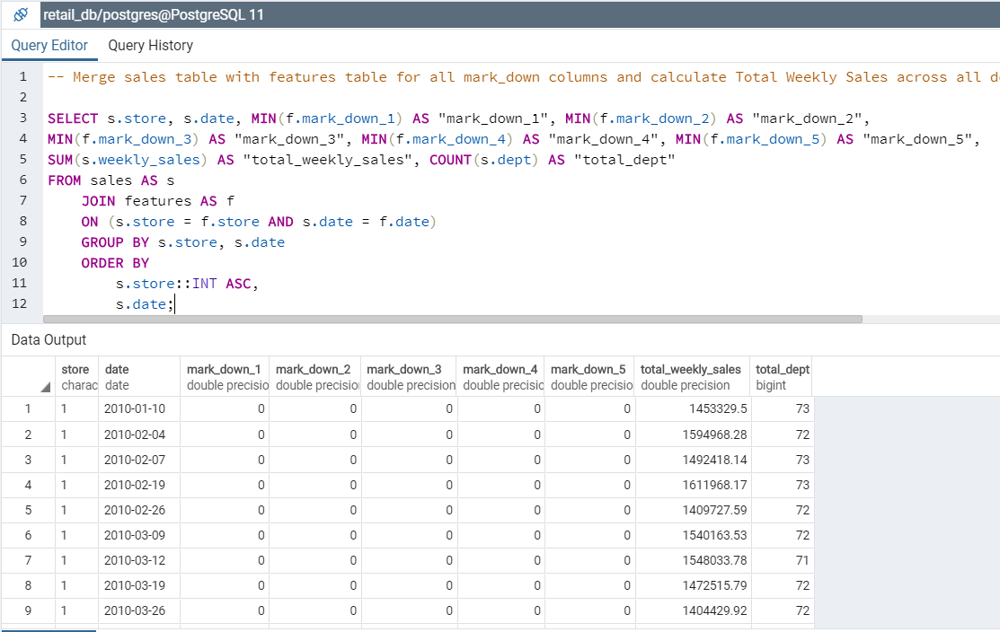 retail_db/postgres@PostgreSQL 11
Query Editor Query History
1 -- Merge sales table with features table for all mark_down columns and calculate Total Weekly Sales across all d
2
3 SELECT s.store, s.date, MIN(f.mark_down_1) AS "mark_down_1", MIN(f.mark_down_2) AS "mark_down_2",
4 MIN(f.mark_down_3) AS "mark_down_3", MIN(f.mark_down_4) AS "mark_down_4", MIN(f.mark_down_5) AS "mark_down_5",
5 SUM(s.weekly_sales) AS "total_weekly_sales", COUNT(s.dept) AS "total_dept"
6 FROM sales AS s
7 JOIN features AS f
8 ON (s.store = f.store AND s.date = f.date)
9 GROUP BY s.store, s.date
10 ORDER BY
11 s.store::INT ASC,
12 s.date;
Data Output
store date mark_down_1 mark_down_2 mark_down_3 mark_down_4 mark_down_5 total_weekly_sales total_dept
charac date double precisio double precisio double precision double precisic double precisio double precision bigint
1 1 2010-01-10 0 0 0 0 0 1453329.5 73
2 1 2010-02-04 0 0 0 0 0 1594968.28 72
3 1 2010-02-07 0 0 0 0 0 1492418.14 73
4 1 2010-02-19 0 0 0 0 0 1611968.17 73
5 1 2010-02-26 0 0 0 0 0 1409727.59 72
6 1 2010-03-09 0 0 0 0 0 1540163.53 72
7 1 2010-03-12 0 0 0 0 0 1548033.78 71
8 1 2010-03-19 0 0 0 0 0 1472515.79 72
9 1 2010-03-26 0 0 0 0 0 1404429.92 72